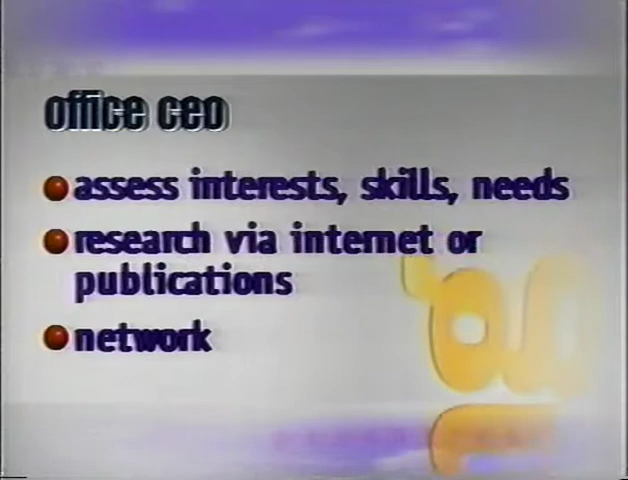 office ceo
assess interests, skills, needs
research via internet or
publications
network